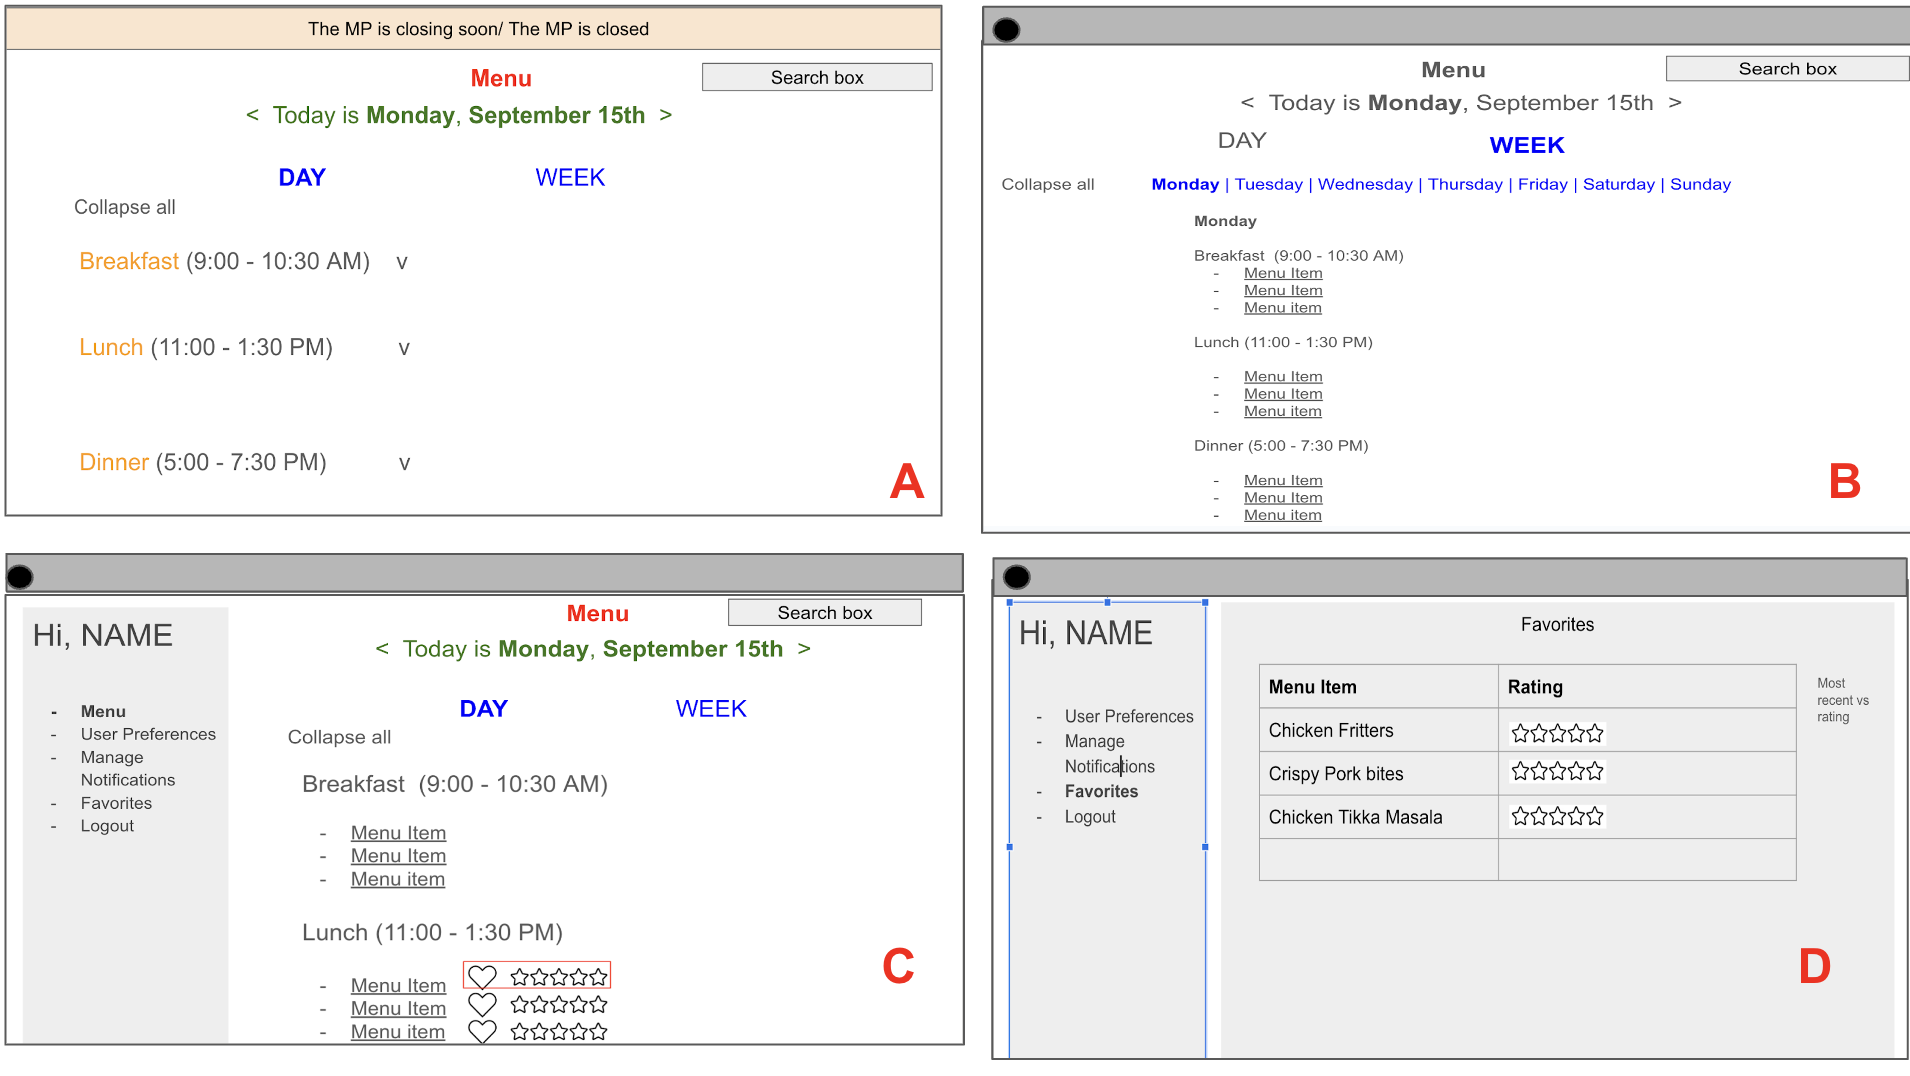 The MP is closing soon/ The MP is closed
Menu
Search box
< Today is Monday, September 15th >
DAY WEEK
Collapse all
Breakfast (9:00 - 10:30 AM) v
Lunch (11:00 - 1:30 PM) v
Dinner (5:00 - 7:30 PM) v
A
Menu
Search box
< Today is Monday, September 15th >
DAY WEEK
Collapse all
Monday | Tuesday | Wednesday | Thursday | Friday | Saturday | Sunday
Monday
Breakfast (9:00 - 10:30 AM)
- Menu Item
- Menu Item
- Menu item
Lunch (11:00 - 1:30 PM)
- Menu Item
- Menu Item
- Menu item
Dinner (5:00 - 7:30 PM)
- Menu Item
- Menu Item
- Menu item
B
Hi, NAME
- Menu
- User Preferences
- Manage
Notifications
- Favorites
- Logout
Menu
Search box
< Today is Monday, September 15th >
DAY WEEK
Collapse all
Breakfast (9:00 - 10:30 AM)
- Menu Item
- Menu Item
- Menu item
Lunch (11:00 - 1:30 PM)
- Menu Item
- Menu Item
- Menu item
C
Hi, NAME
- User Preferences
- Manage
Notifications
- Favorites
- Logout
Favorites
Menu Item Rating
Chicken Fritters
Crispy Pork bites
Chicken Tikka Masala
Most
recent vs
rating
D